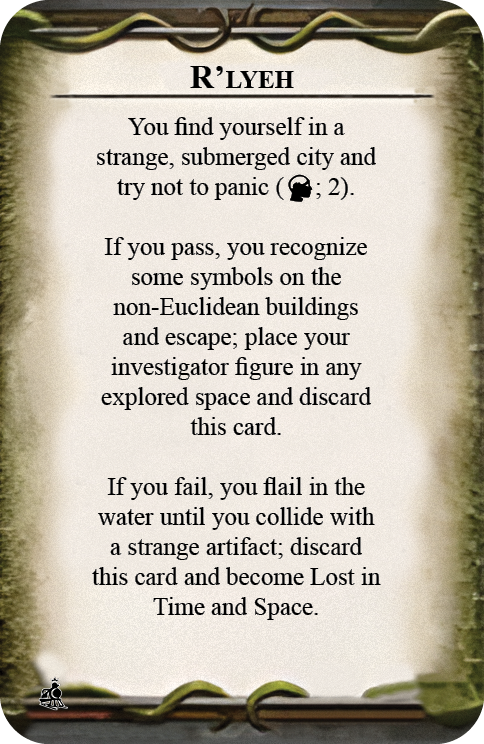 R'LYEH
You find yourself in a
strange, submerged city and
try not to panic ( ; 2).
If you pass, you recognize
some symbols on the
non-Euclidean buildings
and escape; place your
investigator figure in any
explored space and discard
this card.
If you fail, you flail in the
water until you collide with
a strange artifact; discard
this card and become Lost in
Time and Space.